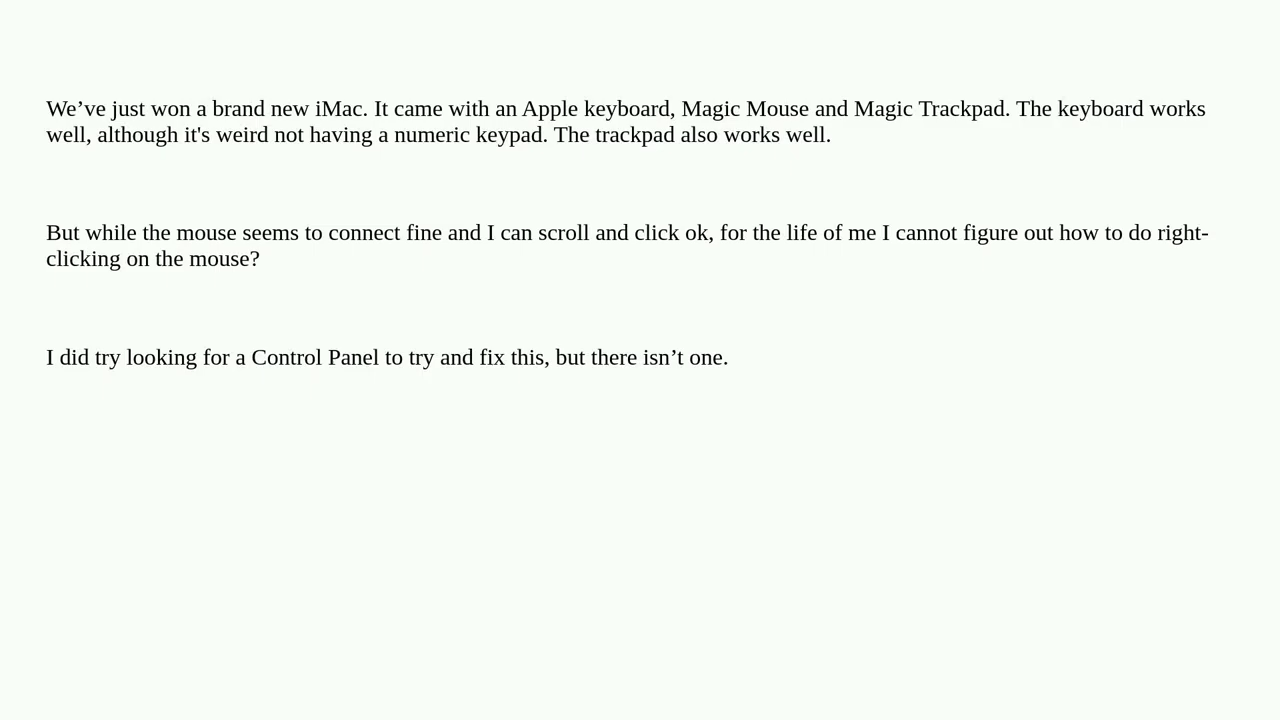 We’ve just won a brand new iMac. It came with an Apple keyboard, Magic Mouse and Magic Trackpad. The keyboard works
well, although it's weird not having a numeric keypad. The trackpad also works well.
But while the mouse seems to connect fine and I can scroll and click ok, for the life of me I cannot figure out how to do right-
clicking on the mouse?
I did try looking for a Control Panel to try and fix this, but there isn’t one.